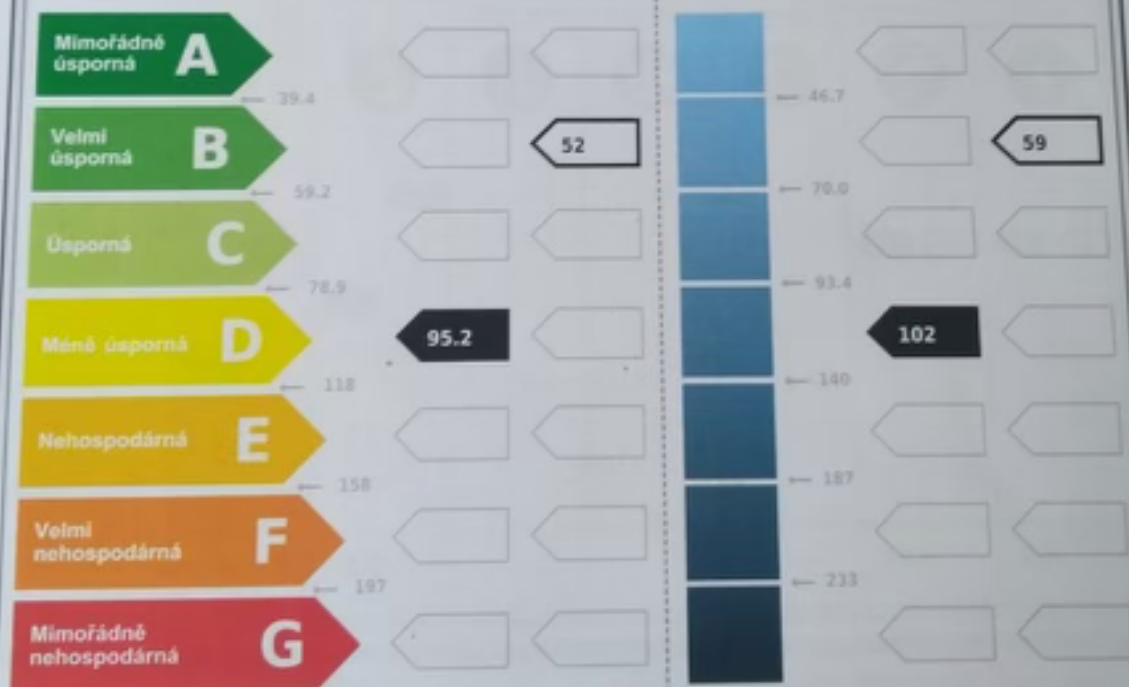 Mimořádně
úsporná
A
39.4
46.7
Velmi
úsporná
B
52
59
59.2
70.0
Úsporná
C
78.9
93.4
Méně úsporná
D
95.2
102
118
140
Nehospodárná
E
158
187
Velmi
nehospodárná
F
197
233
Mimořádně
nehospodárná
G